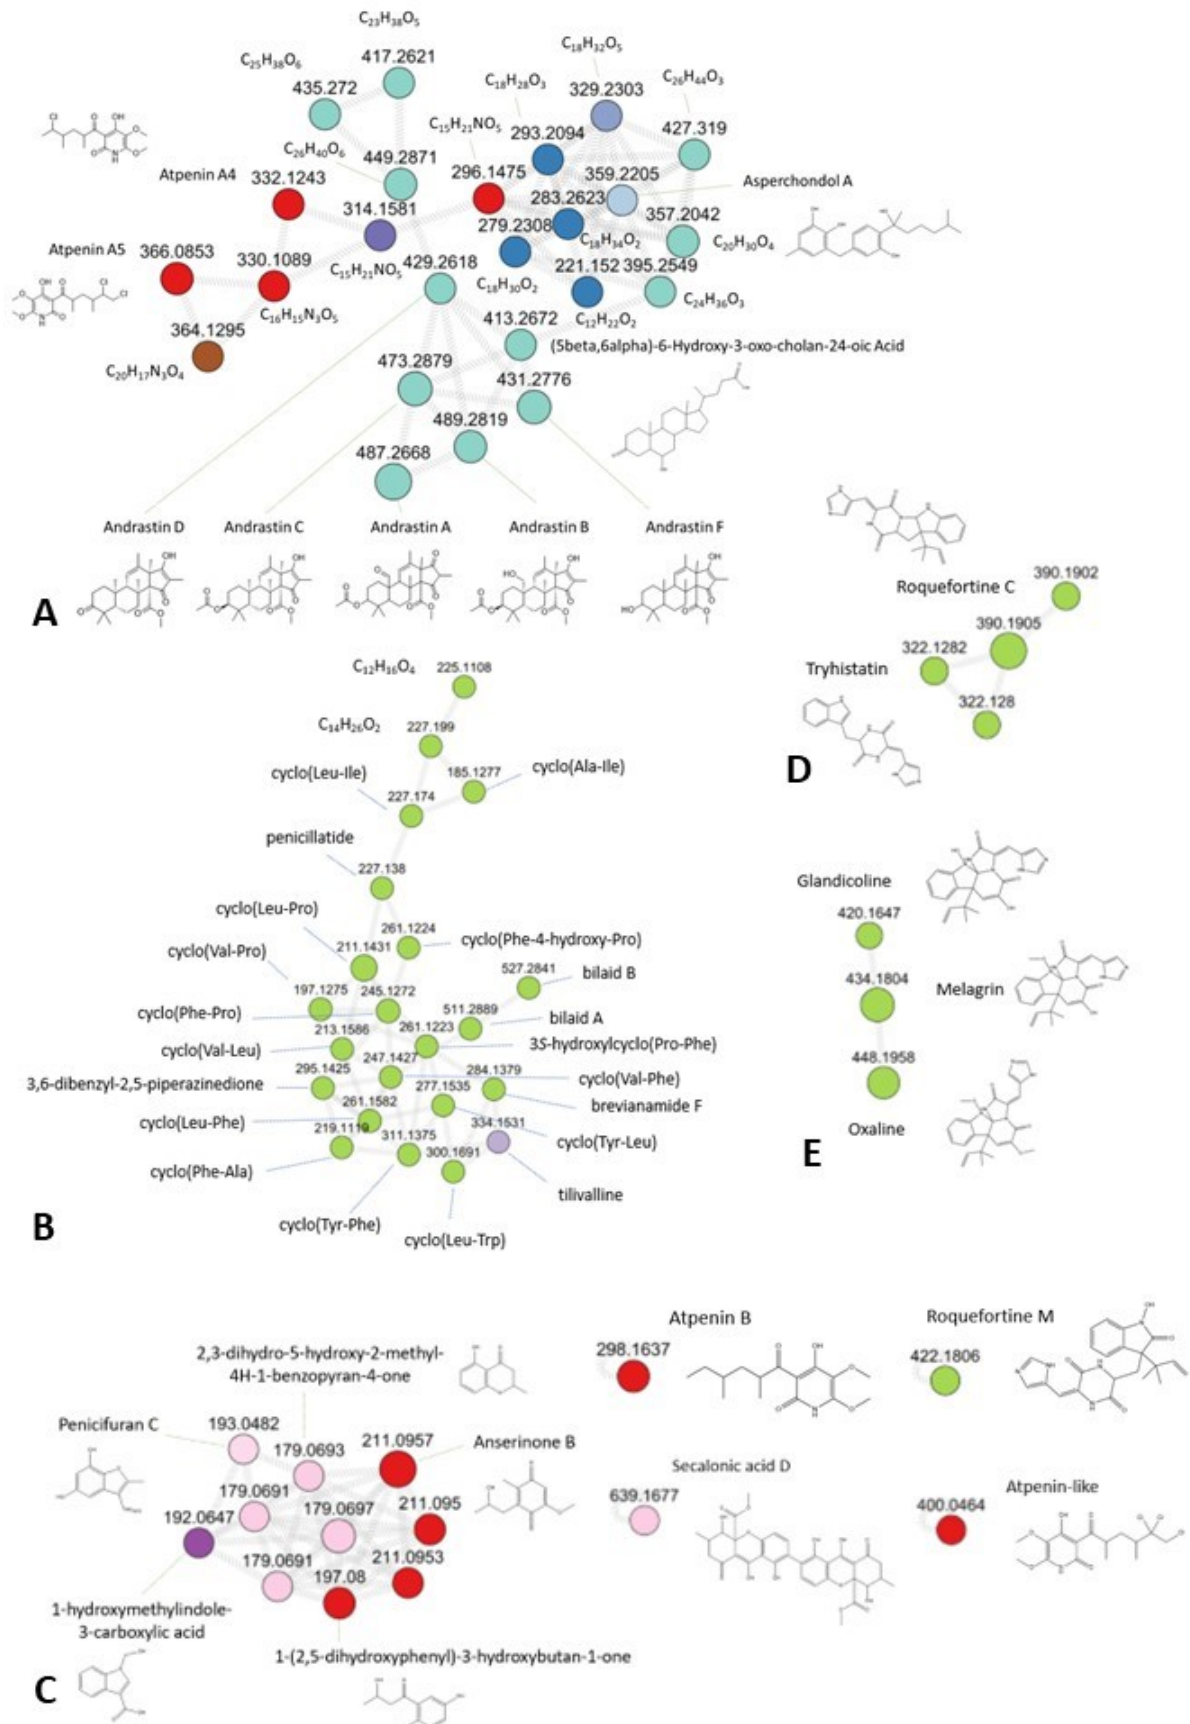 C23H38O5
417.2621
C25H38O6
435.272
C18H32O5
329.2303
C18H28O3
293.2094
C26H44O3
427.319
C15H21NO5
296.1475
C26H40O6
449.2871
359.2205
Asperchondol A
Atpenin A4
332.1243
314.1581
283.2623
C18H34O2
357.2042
C20H30O4
279.2308
C18H30O2
Atpenin A5
366.0853
330.1089
C16H15N3O5
C15H21NO5
429.2618
221.152
C12H22O2
395.2549
C24H36O3
364.1295
C20H17N3O4
413.2672
(5beta,6alpha)-6-Hydroxy-3-oxo-cholan-24-oic Acid
473.2879
431.2776
489.2819
487.2668
Andrastin D
Andrastin C
Andrastin A
Andrastin B
Andrastin F
A
C12H16O4
225.1108
C14H26O2
227.199
cyclo(Leu-Ile)
227.174
185.1277
cyclo(Ala-Ile)
penicillatide
227.138
cyclo(Leu-Pro)
211.1431
261.1224
cyclo(Phe-4-hydroxy-Pro)
cyclo(Val-Pro)
197.1275
245.1272
527.2841
bilaid B
cyclo(Phe-Pro)
511.2889
bilaid A
cyclo(Val-Leu)
213.1586
261.1223
3S-hydroxylcyclo(Pro-Phe)
3,6-dibenzyl-2,5-piperazinedione
295.1425
247.1427
cyclo(Val-Phe)
284.1379
brevianamide F
cyclo(Leu-Phe)
261.1582
277.1535
cyclo(Tyr-Leu)
cyclo(Phe-Ala)
219.1119
311.1375
334.1531
tilivalline
300.1691
cyclo(Tyr-Phe)
cyclo(Leu-Trp)
B
Roquefortine C
390.1902
390.1905
322.1282
Tryhistatin
322.128
D
Glandicoline
420.1647
434.1804
Melagrin
448.1958
Oxaline
E
2,3-dihydro-5-hydroxy-2-methyl-
4H-1-benzopyran-4-one
Penicifuran C
193.0482
179.0693
211.0957
Anserinone B
179.0691
179.0697
211.095
192.0647
179.0691
197.08
211.0953
1-hydroxymethylindole-
3-carboxylic acid
1-(2,5-dihydroxyphenyl)-3-hydroxybutan-1-one
C
Atpenin B
298.1637
Roquefortine M
422.1806
Secalonic acid D
639.1677
Atpenin-like
400.0464